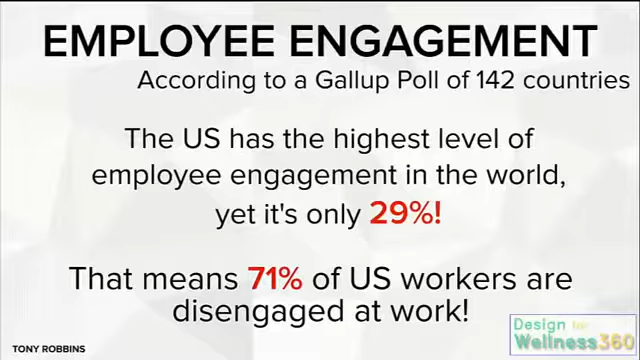 EMPLOYEE ENGAGEMENT
According to a Gallup Poll of 142 countries
The US has the highest level of
employee engagement in the world,
yet it's only 29%!
That means 71% of US workers are
disengaged at work!
TONY ROBBINS
Design for
Wellness360